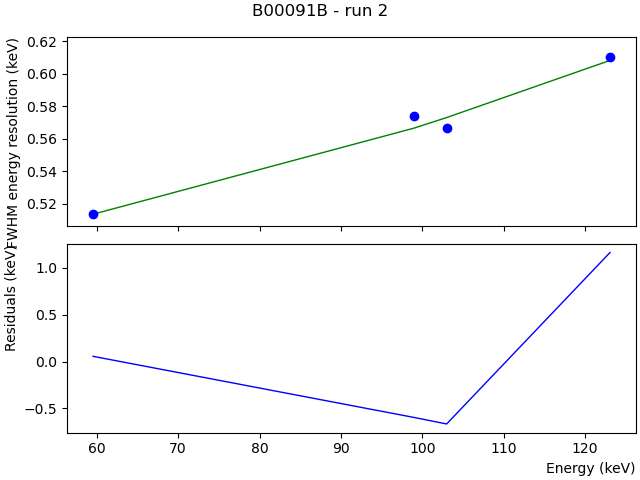 B00091B - run 2
FWHM energy resolution (keV)
0.62
0.60
0.58
0.56
0.54
0.52
Residuals (keV)
1.0
0.5
0.0
−0.5
60 70 80 90 100 110 120
Energy (keV)